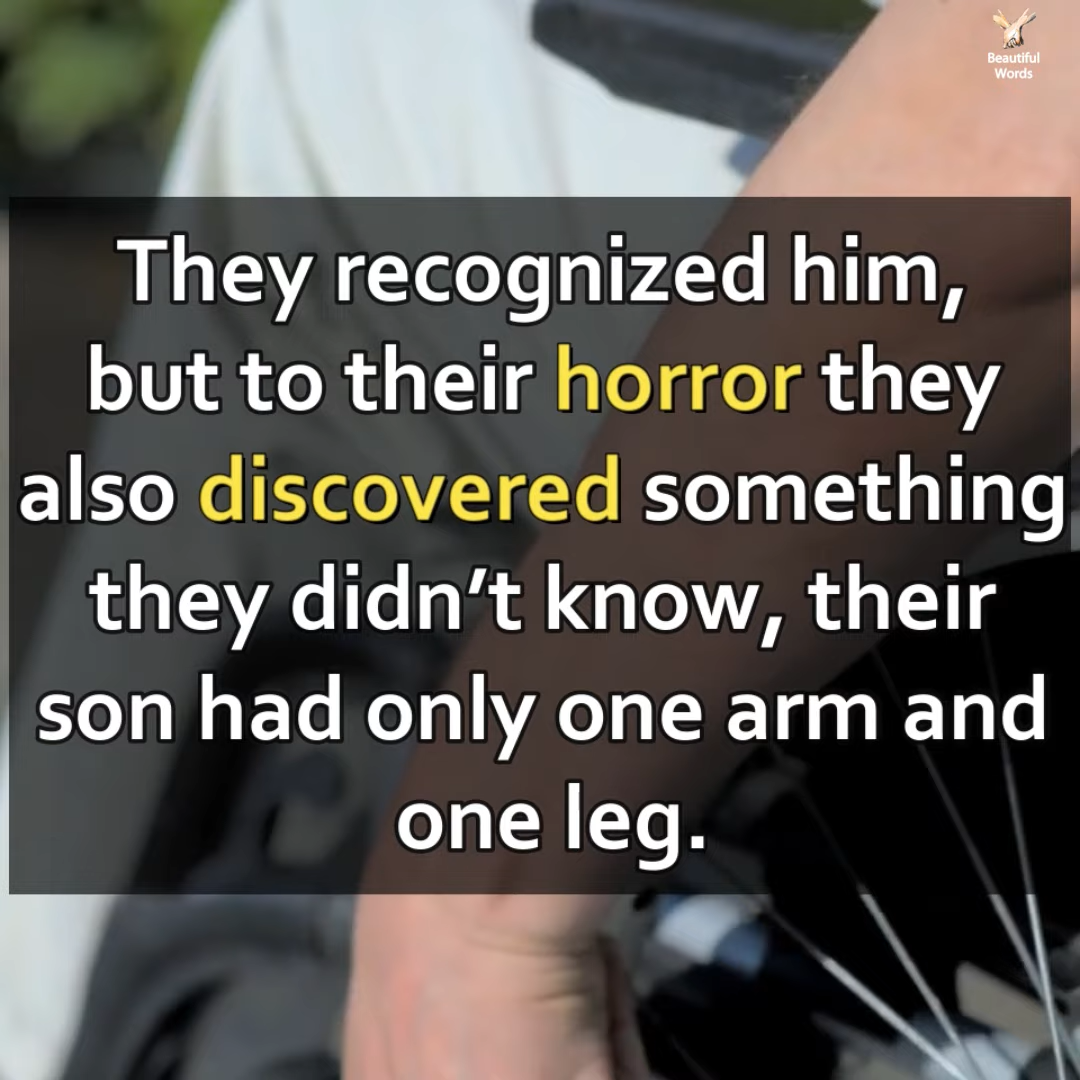 Beautiful
Words
They recognized him,
but to their horror they
also discovered something
they didn’t know, their
son had only one arm and
one leg.